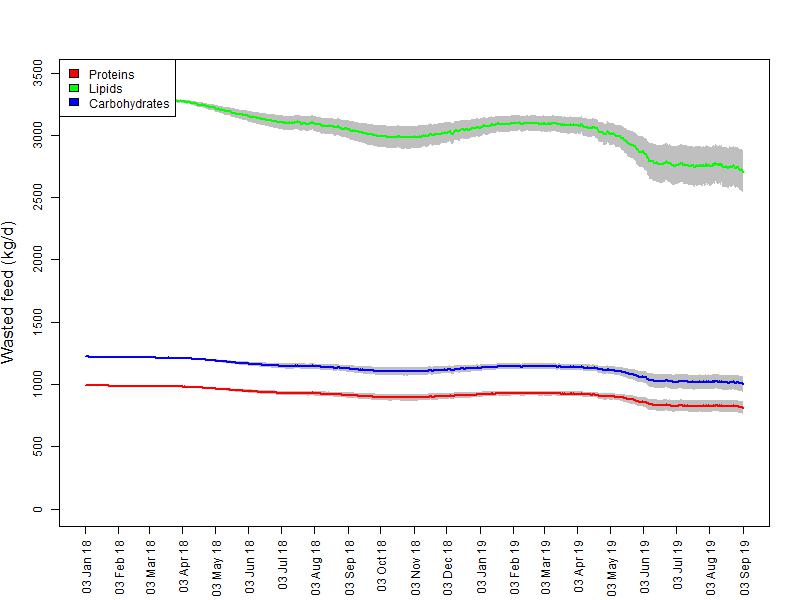 Proteins
Lipids
Carbohydrates
Wasted feed (kg/d)
3500
3000
2500
2000
1500
1000
500
0
03 Jan 18
03 Feb 18
03 Mar 18
03 Apr 18
03 May 18
03 Jun 18
03 Jul 18
03 Aug 18
03 Sep 18
03 Oct 18
03 Nov 18
03 Dec 18
03 Jan 19
03 Feb 19
03 Mar 19
03 Apr 19
03 May 19
03 Jun 19
03 Jul 19
03 Aug 19
03 Sep 19